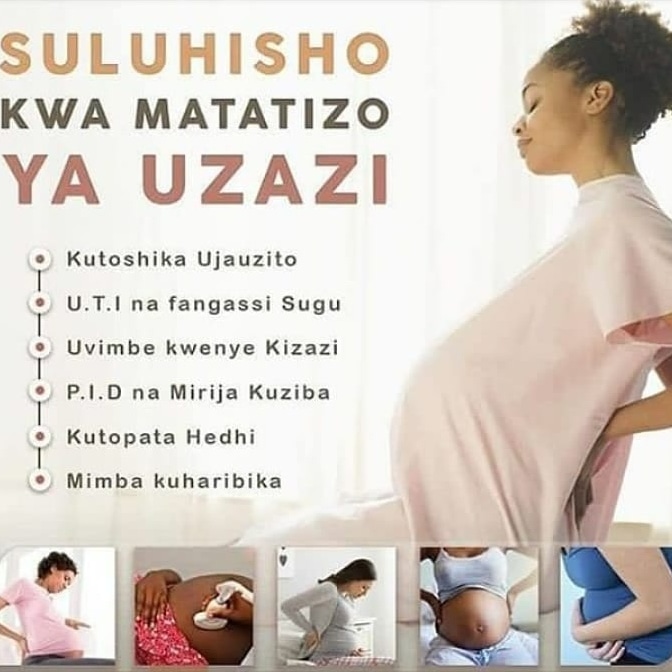 SULUHISHO
KWA MATATIZO
YA UZAZI
Kutoshika Ujauzito
U.T.I na fangassi Sugu
Uvimbe kwenye Kizazi
P.I.D na Mirija Kuziba
Kutopata Hedhi
Mimba kuharibika